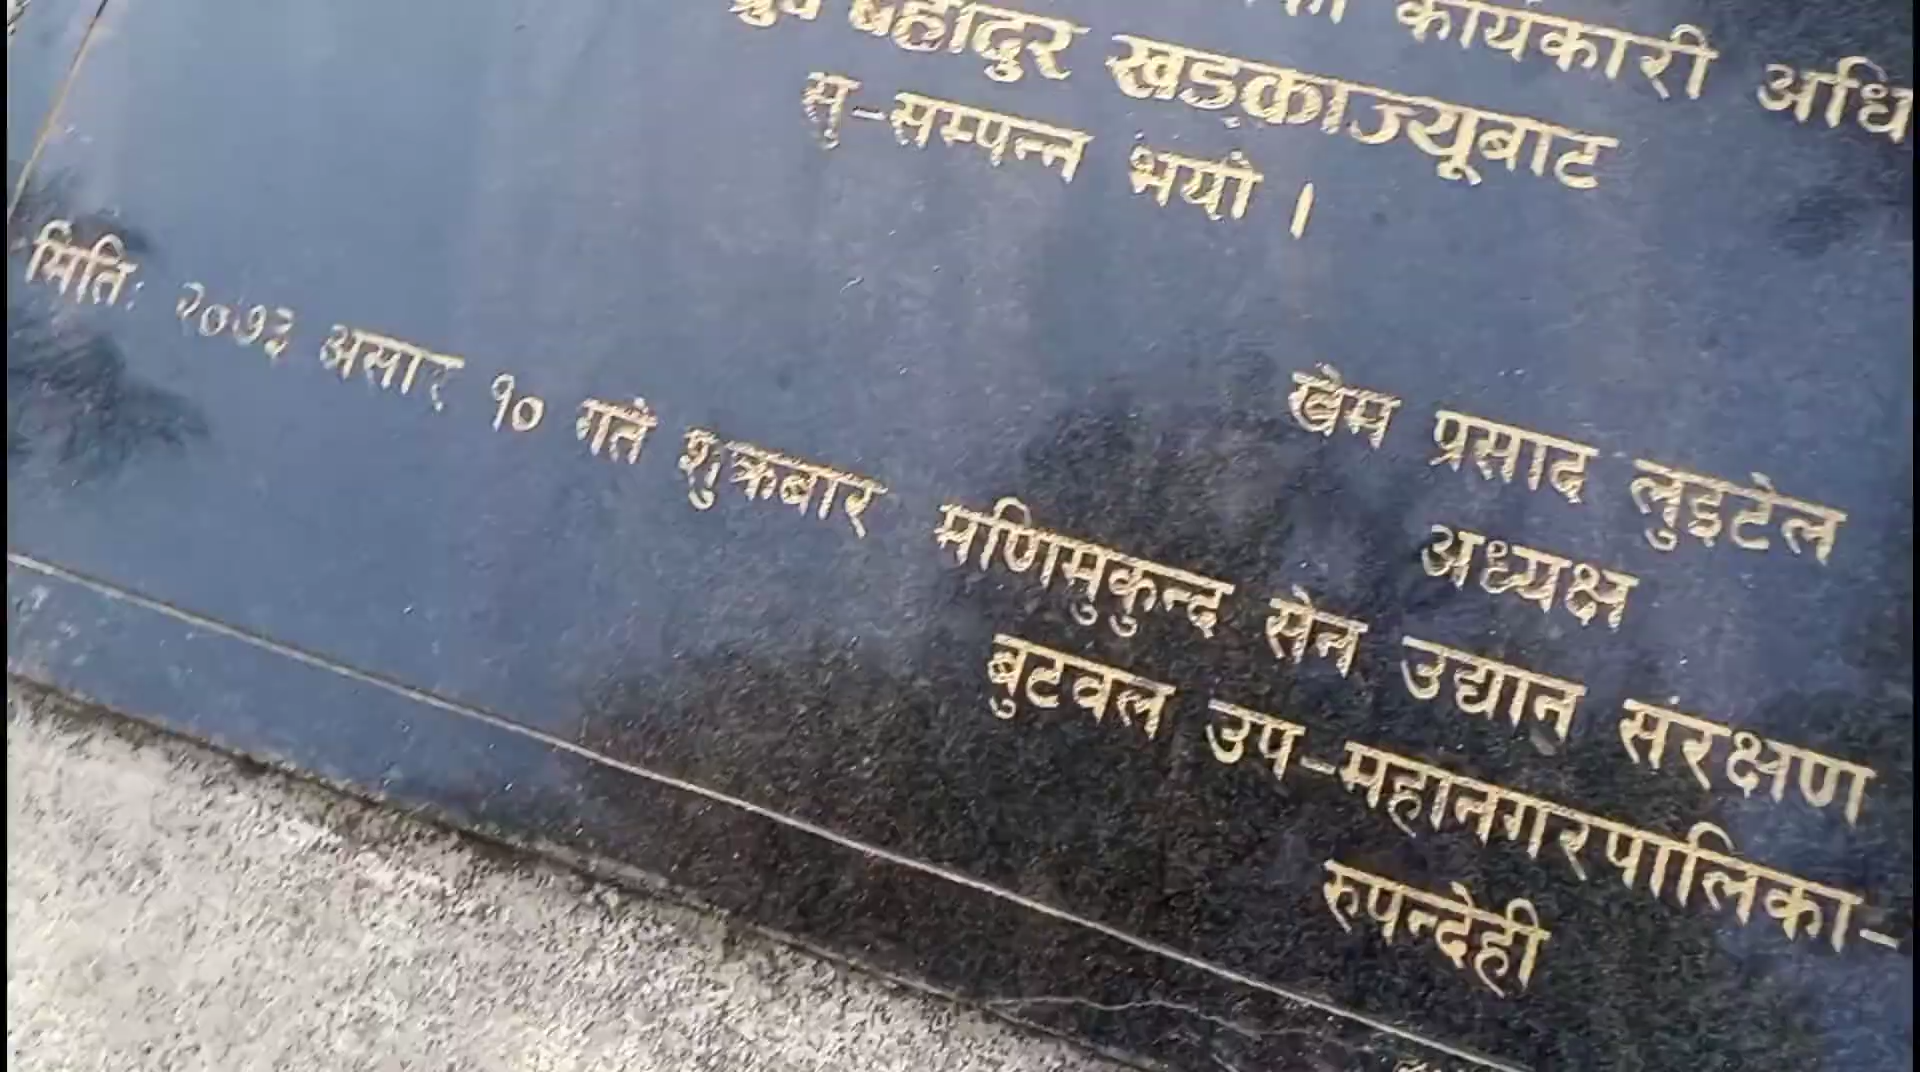 कार्यकारी
बहादुर खड्काज्यूबाट
सु-सम्पन्न भयो ।
मिति: २०७३ असार १० गते शुक्रबार
खेम प्रसाद लुइटेल
अध्यक्ष
मणिमुकुन्द सेन उद्यान संरक्षण
बुटवल उप-महानगरपालिका-
रुपन्देही